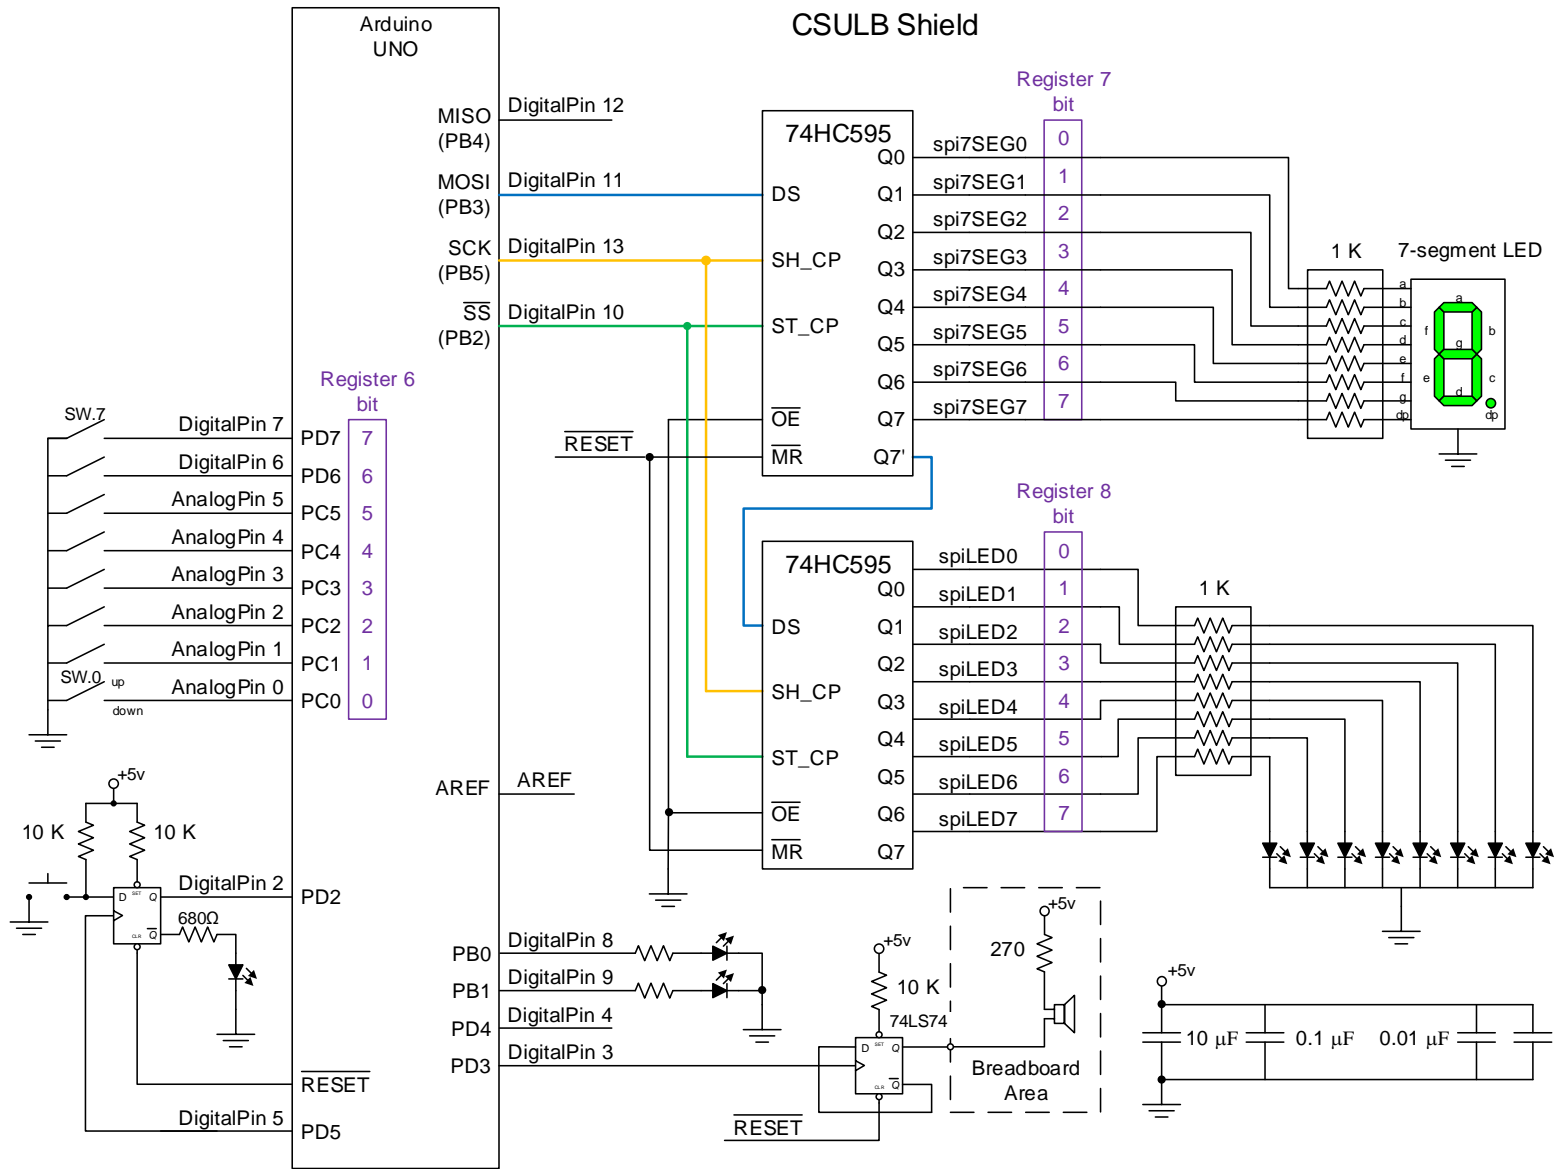 CSULB Shield
Arduino
UNO
MISO
(PB4)
DigitalPin 12
MOSI
(PB3)
DigitalPin 11
SCK
(PB5)
DigitalPin 13
SS
(PB2)
DigitalPin 10
74HC595
DS
SH_CP
ST_CP
OE
MR
Q0
Q1
Q2
Q3
Q4
Q5
Q6
Q7
Q7'
RESET
Register 7
bit
spi7SEG0 0
spi7SEG1 1
spi7SEG2 2
spi7SEG3 3
spi7SEG4 4
spi7SEG5 5
spi7SEG6 6
spi7SEG7 7
1 K
7-segment LED
a
b
c
d
e
f
g
dp
a
f
b
g
e
c
d
dp
Register 6
bit
SW.7
DigitalPin 7 PD7 7
DigitalPin 6 PD6 6
AnalogPin 5 PC5 5
AnalogPin 4 PC4 4
AnalogPin 3 PC3 3
AnalogPin 2 PC2 2
AnalogPin 1 PC1 1
SW.0 up
AnalogPin 0 PC0 0
down
74HC595
DS
SH_CP
ST_CP
OE
MR
Q0
Q1
Q2
Q3
Q4
Q5
Q6
Q7
Register 8
bit
spiLED0 0
spiLED1 1
spiLED2 2
spiLED3 3
spiLED4 4
spiLED5 5
spiLED6 6
spiLED7 7
1 K
AREF AREF
+5v
10 K
10 K
D
SET
Q
CLR
Q
DigitalPin 2 PD2
680Ω
RESET
DigitalPin 5 PD5
PB0 DigitalPin 8
PB1 DigitalPin 9
PD4 DigitalPin 4
PD3 DigitalPin 3
+5v
10 K
74LS74
D
SET
Q
CLR
Q
RESET
+5v
270
Breadboard
Area
+5v
10 μF
0.1 μF
0.01 μF